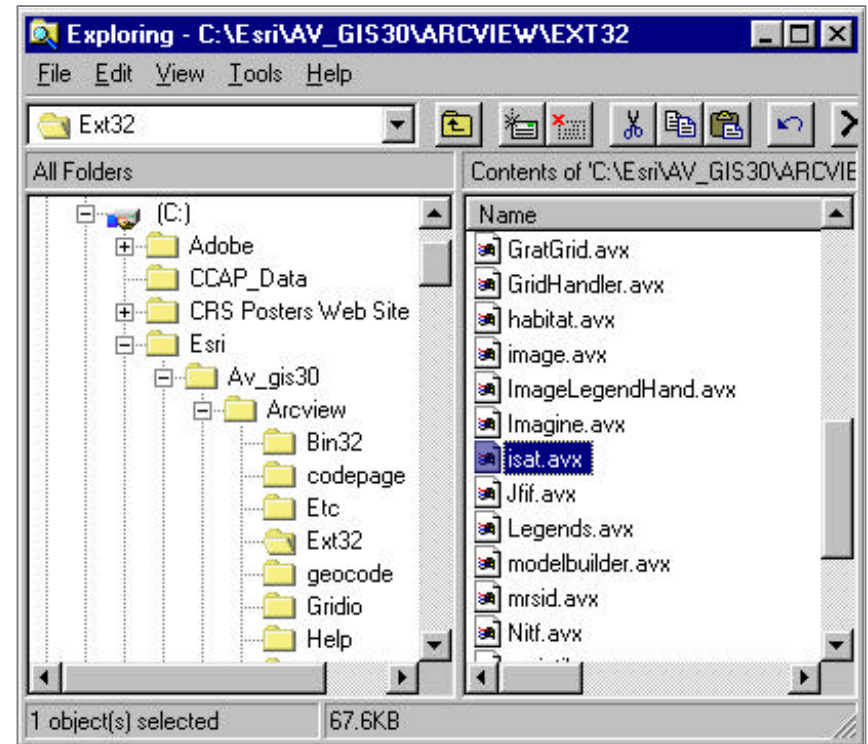 Exploring - C:\Esri\AV_GIS30\ARCVIEW\EXT32
File Edit View Tools Help
Ext32
All Folders
Contents of 'C:\Esri\AV_GIS30\ARCVIE
(C:)
Adobe
CCAP_Data
CRS Posters Web Site
Esri
Av_gis30
Arcview
Bin32
codepage
Etc
Ext32
geocode
Gridio
Help
Name
GratGrid.avx
GridHandler.avx
habitat.avx
image.avx
ImageLegendHand.avx
Imagine.avx
isat.avx
Jfif.avx
Legends.avx
modelbuilder.avx
mrsid.avx
Nitf.avx
1 object(s) selected
67.6KB